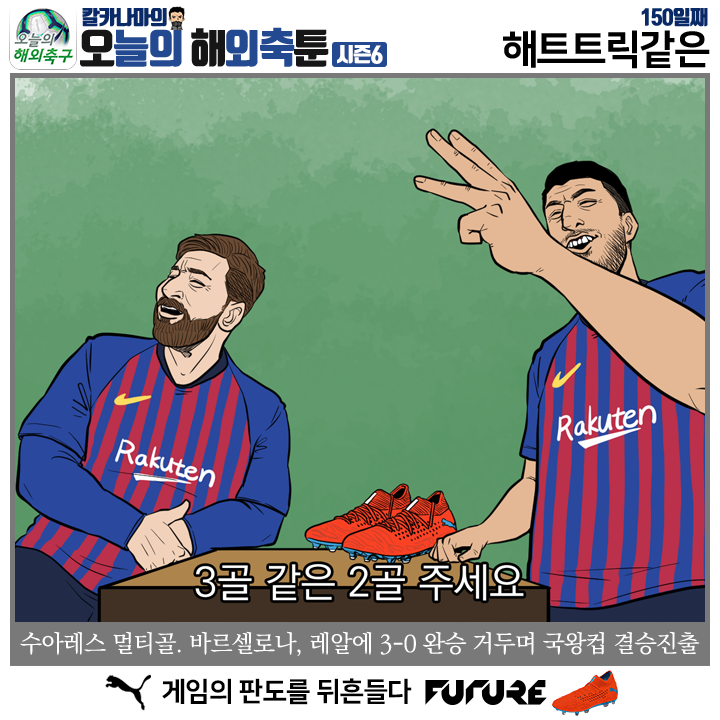 오늘의
해외축구
칼카나마의
오늘의 해외축툰 시즌6
150일째
해트트릭같은
Rakuten
Rakuten
3골 같은 2골 주세요
수아레스 멀티골. 바르셀로나, 레알에 3-0 완승 거두며 국왕컵 결승진출
게임의 판도를 뒤흔들다 FUTURE